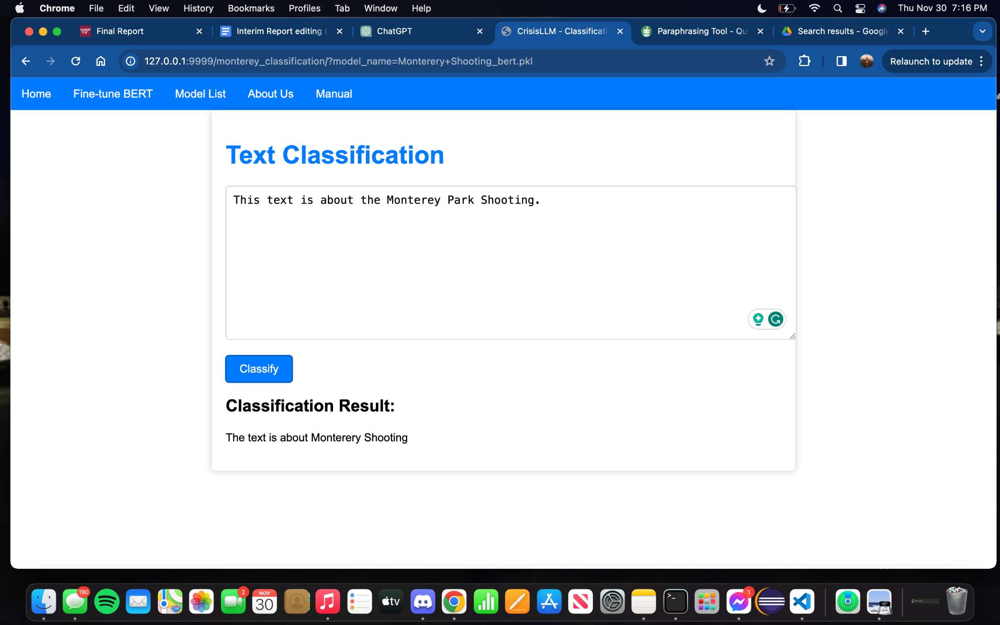 Chrome File Edit View History Bookmarks Profiles Tab Window Help Thu Nov 30 7:16 PM
Final Report Interim Report editing t ChatGPT CrisisLLM - Classificati Paraphrasing Tool - Qui Search results - Google
127.0.0.1:9999/monterey_classification/?model_name=Monterery+Shooting_bert.pkl Relaunch to update
Home Fine-tune BERT Model List About Us Manual
Text Classification
This text is about the Monterey Park Shooting.
Classify
Classification Result:
The text is about Monterery Shooting
190 2 NOV 1
30 tv
280